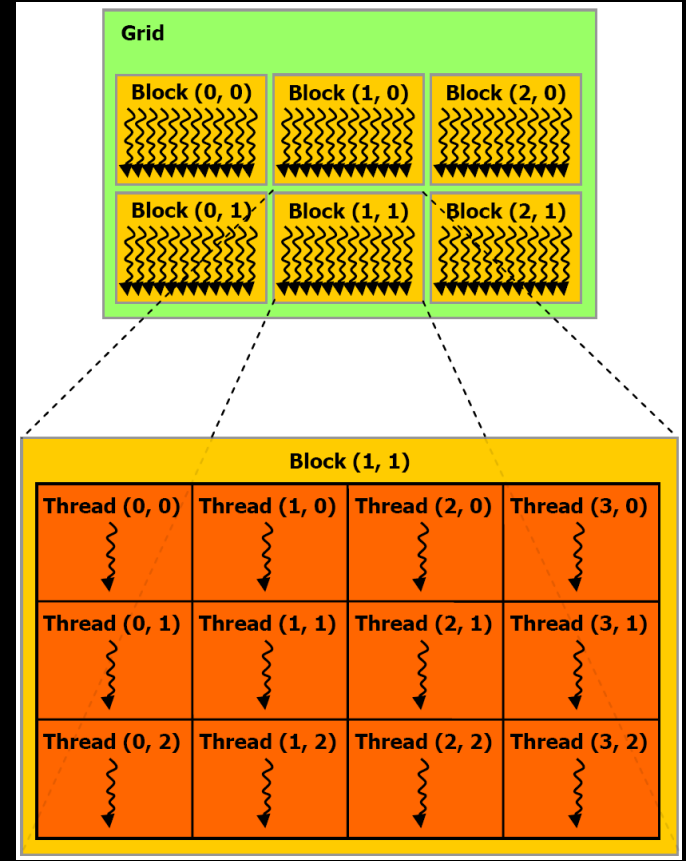 Grid
Block (0, 0) Block (1, 0) Block (2, 0)
Block (0, 1) Block (1, 1) Block (2, 1)
Block (1, 1)
Thread (0, 0) Thread (1, 0) Thread (2, 0) Thread (3, 0)
Thread (0, 1) Thread (1, 1) Thread (2, 1) Thread (3, 1)
Thread (0, 2) Thread (1, 2) Thread (2, 2) Thread (3, 2)